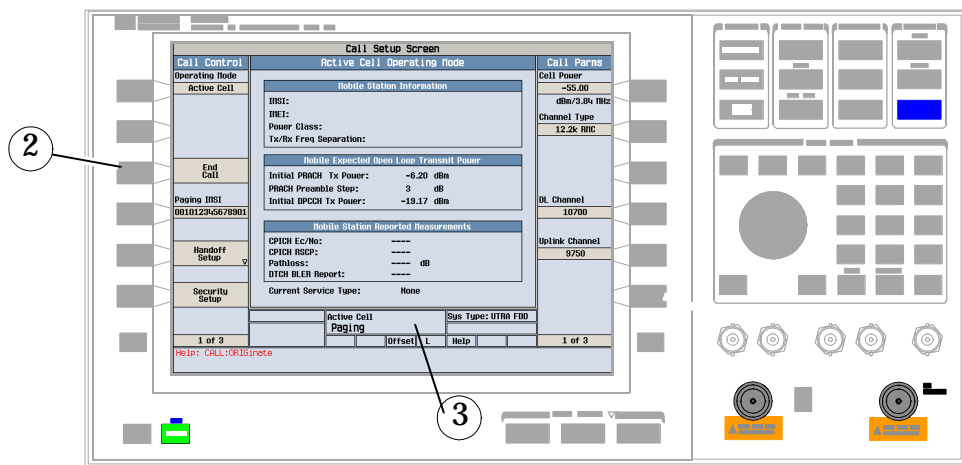 Call Setup Screen
Call Control
Active Cell Operating Mode
Call Parms
Operating Mode
Active Cell
End
Call
Paging IMSI
001012345678901
Handoff
Setup
Security
Setup
1 of 3
Mobile Station Information
IMSI:
IMEI:
Power Class:
Tx/Rx Freq Separation:
Mobile Expected Open Loop Transmit Power
Initial PRACH Tx Power: -6.20 dBm
PRACH Preamble Step: 3 dB
Initial DPCCH Tx Power: -19.17 dBm
Mobile Station Reported Measurements
CPICH Ec/No: ----
CPICH RSCP: ----
Pathloss: ---- dB
DTCH BLER Report: ----
Current Service Type: None
Active Cell
Paging
Sys Type: UTRA FDD
Offset L Help
Cell Power
-55.00
dBm/3.84 MHz
Channel Type
12.2k RMC
DL Channel
10700
Uplink Channel
9750
1 of 3
Help; CALL:ORIGinate
2
3